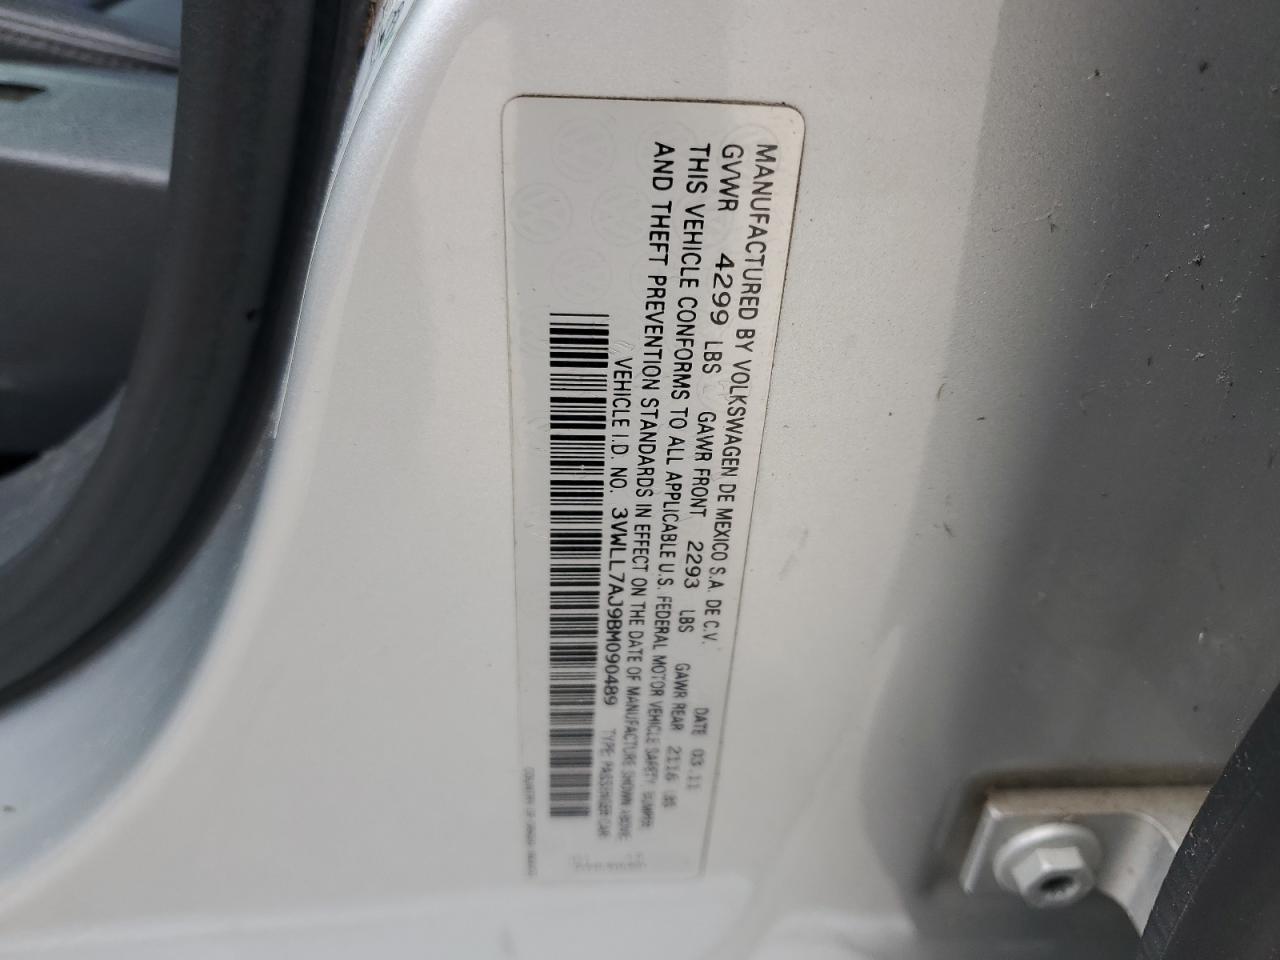 MANUFACTURED BY VOLKSWAGEN DE MEXICO S.A. DE C.V. DATE 03.11
GVWR 4299 LBS GAWR FRONT 2293 LBS GAWR REAR 2116 LBS
THIS VEHICLE CONFORMS TO ALL APPLICABLE U.S. FEDERAL MOTOR VEHICLE SAFETY BUMPER
AND THEFT PREVENTION STANDARDS IN EFFECT ON THE DATE OF MANUFACTURE SHOWN ABOVE.
VEHICLE I.D. NO. 3VWLL7AJ9BM090489 TYPE: PASSENGER CAR